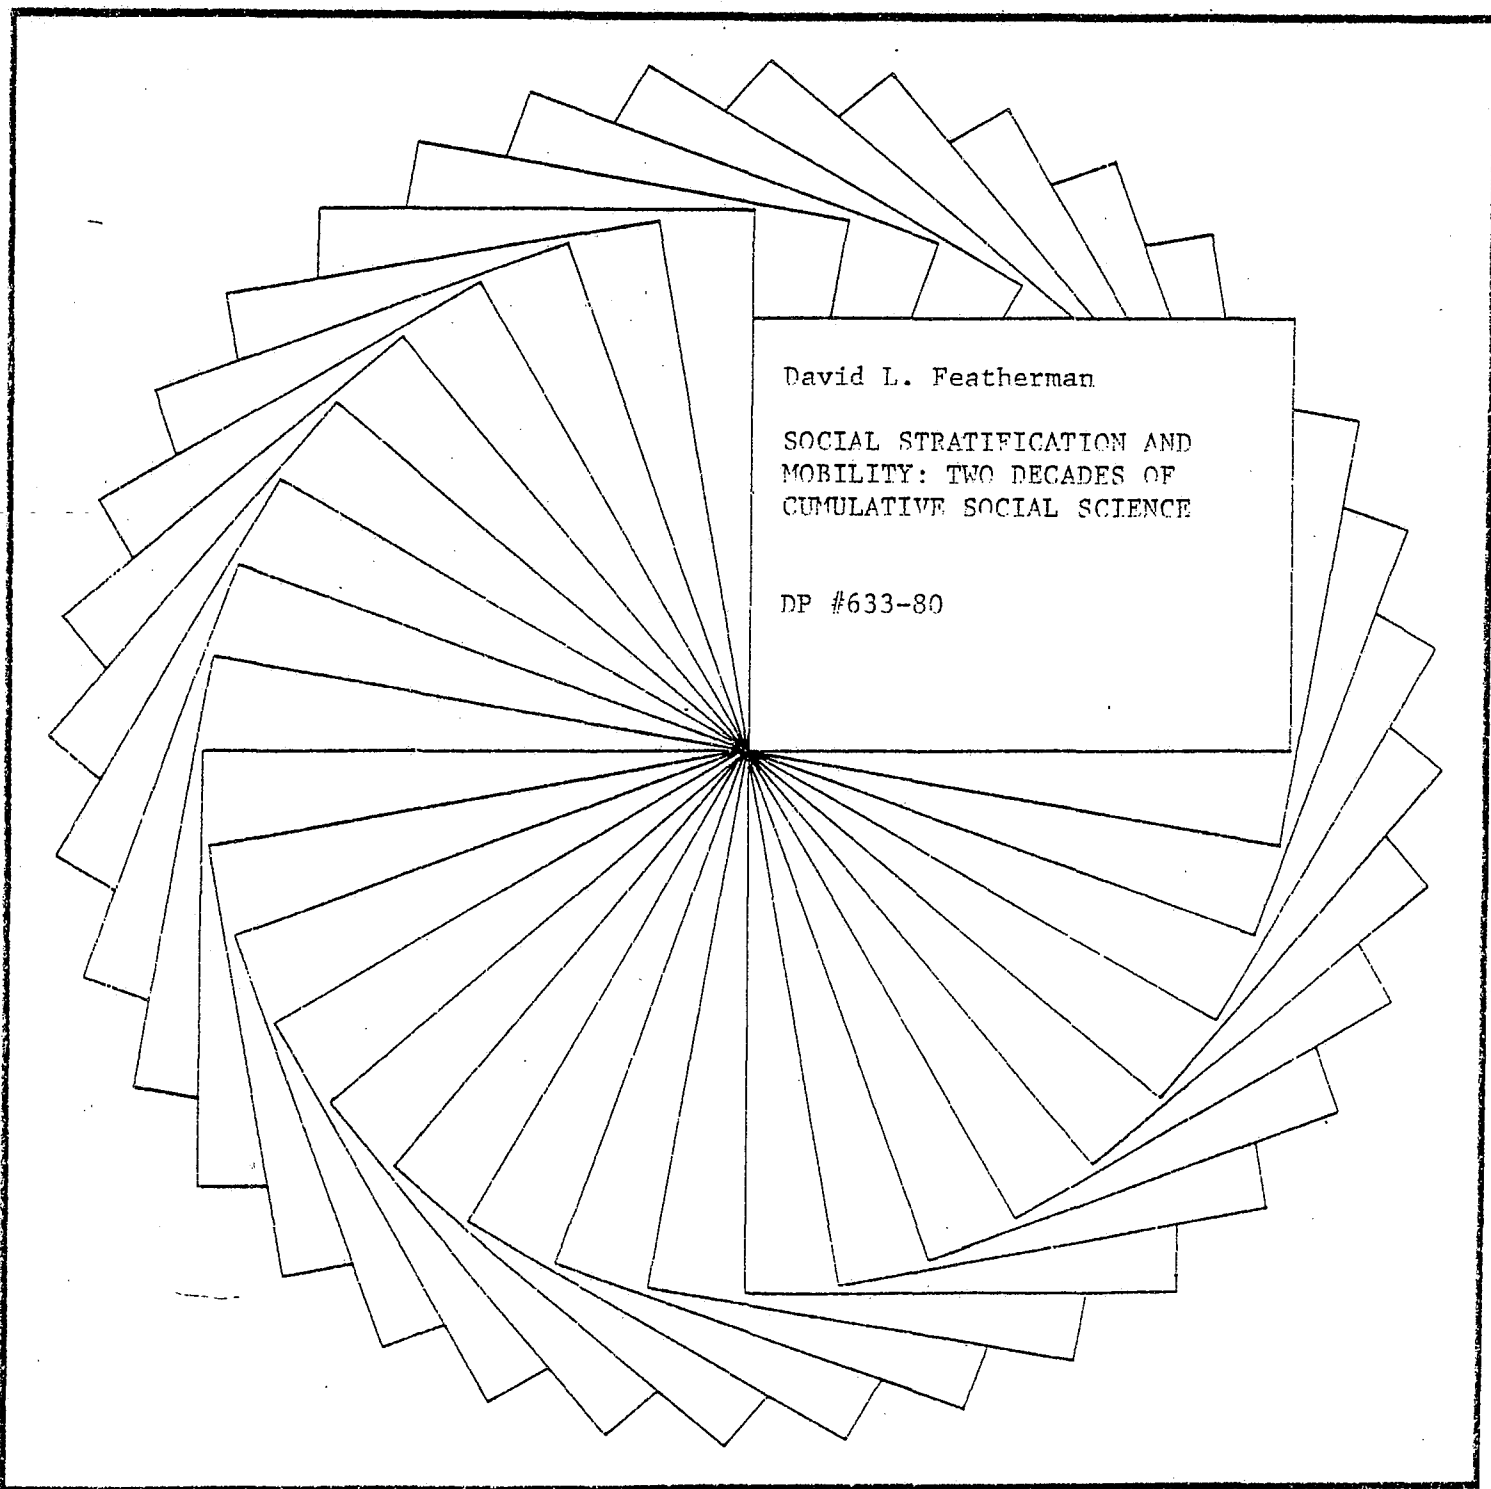 David L. Featherman
SOCIAL STRATIFICATION AND
MOBILITY: TWO DECADES OF
CUMULATIVE SOCIAL SCIENCE
DP #633-80